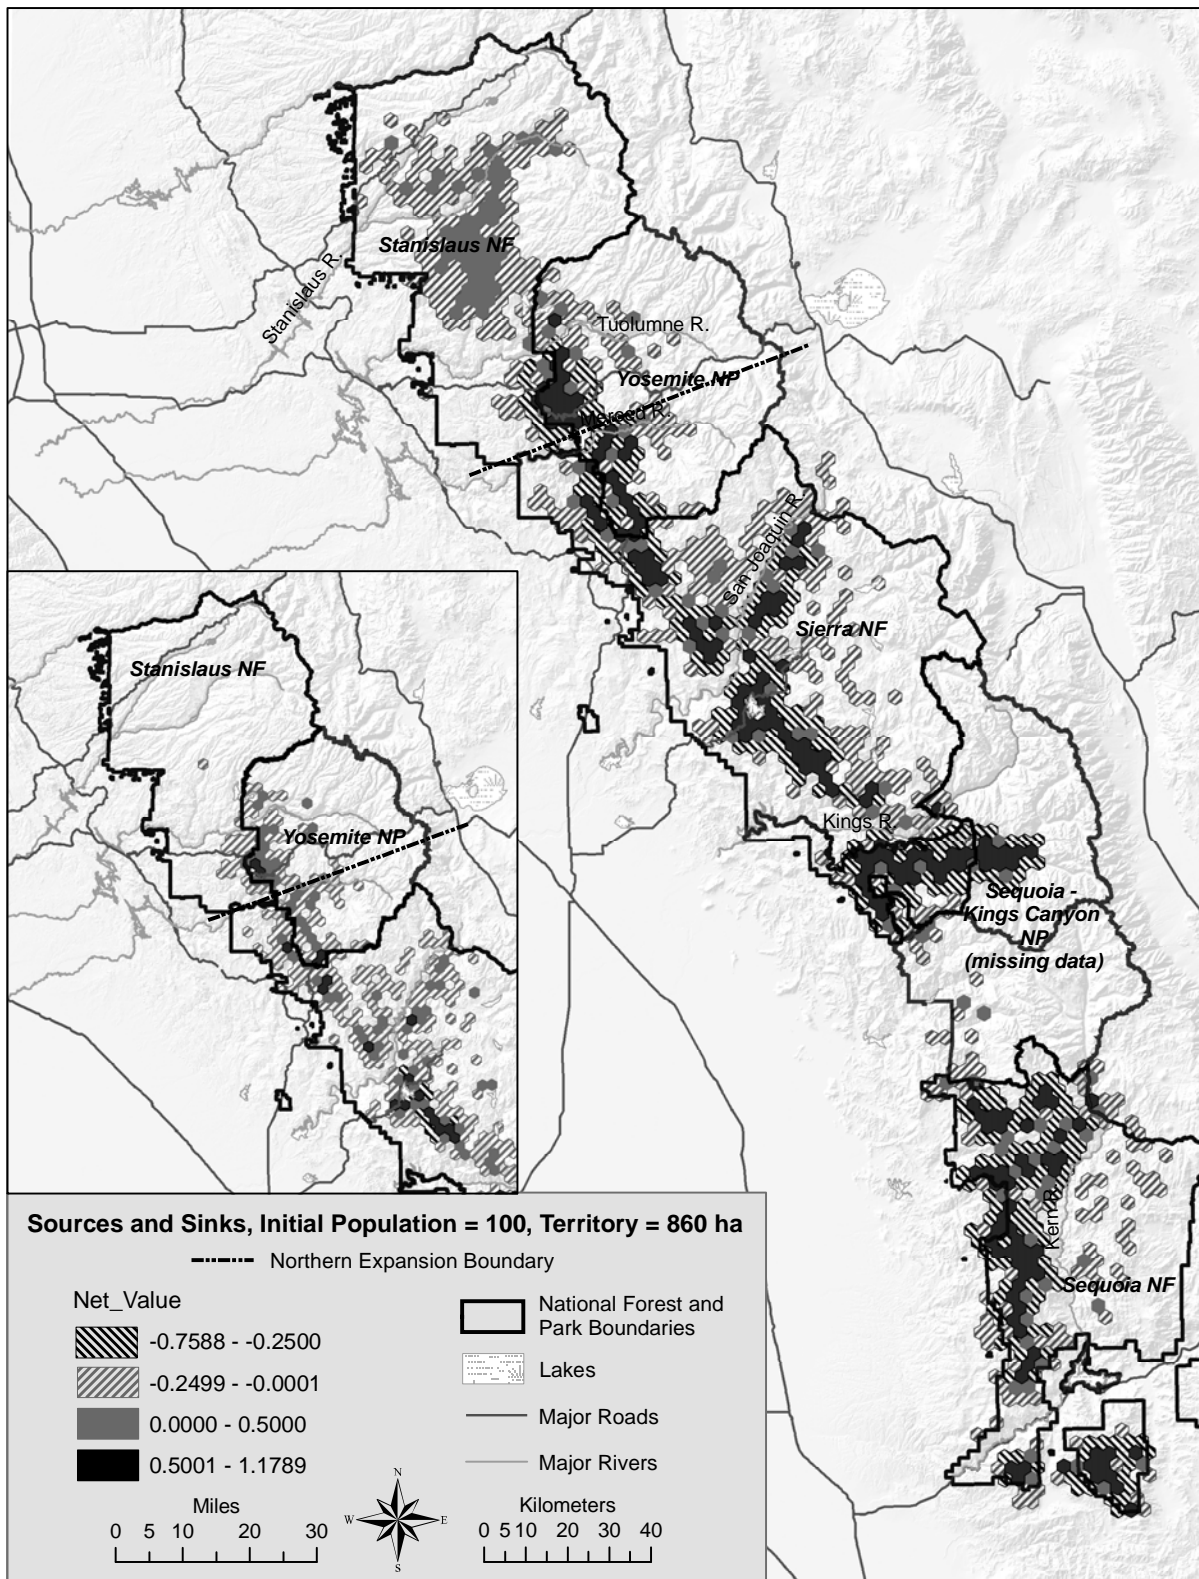 Stanislaus NF
Stanislaus R.
Tuolumne R.
Yosemite NP
Merced R.
San Joaquin R.
Sierra NF
Kings R.
Sequoia -
Kings Canyon
NP
(missing data)
Kern R.
Sequoia NF
Stanislaus NF
Yosemite NP
Sources and Sinks, Initial Population = 100, Territory = 860 ha
Northern Expansion Boundary
Net_Value
-0.7588 - -0.2500
-0.2499 - -0.0001
0.0000 - 0.5000
0.5001 - 1.1789
National Forest and
Park Boundaries
Lakes
Major Roads
Major Rivers
Miles
0 5 10 20 30
N
W E
S
Kilometers
0 5 10 20 30 40